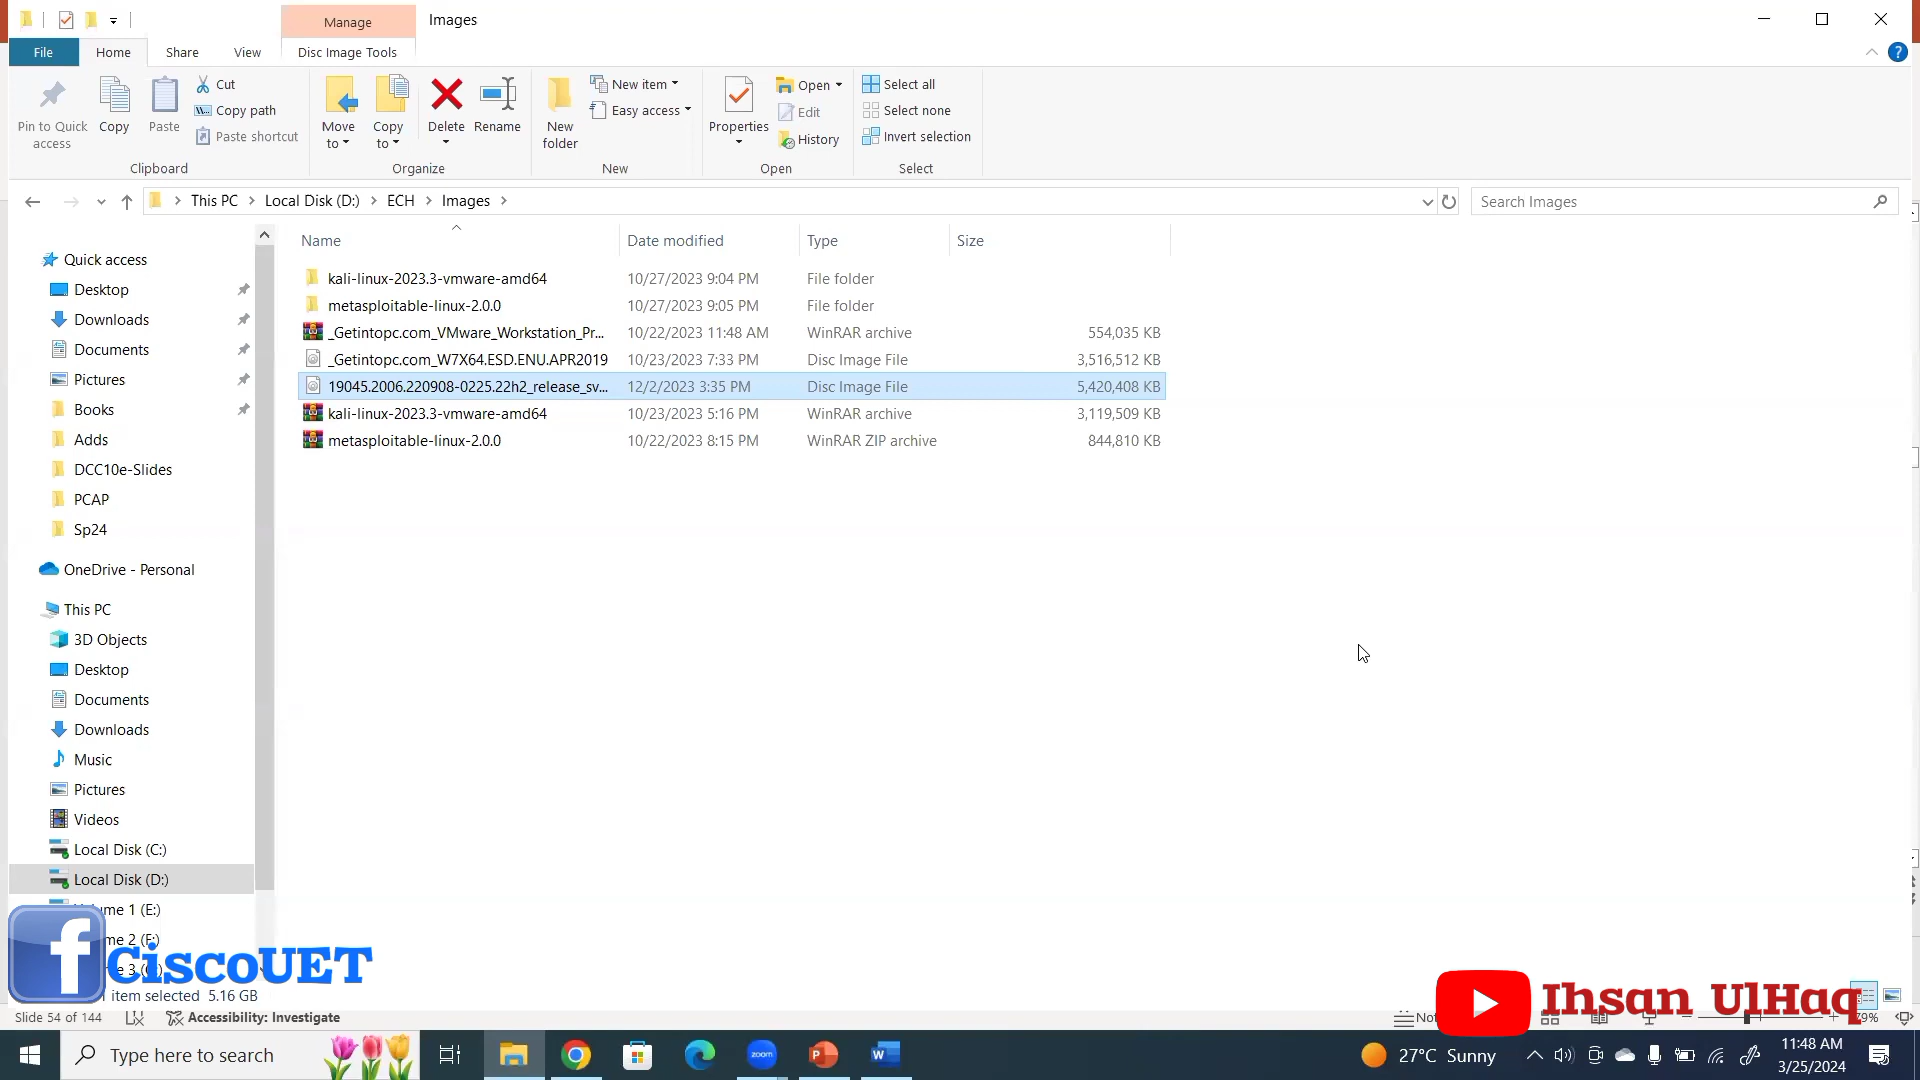 Manage
Images
File
Home
Share
View
Disc Image Tools
Pin to Quick access
Copy
Paste
Cut
Copy path
Paste shortcut
Clipboard
Move to
Copy to
Delete
Rename
Organize
New folder
New item
Easy access
New
Properties
Open
Edit
History
Open
Select all
Select none
Invert selection
Select
This PC
Local Disk (D:)
ECH
Images
Search Images
Name
Date modified
Type
Size
kali-linux-2023.3-vmware-amd64 10/27/2023 9:04 PM File folder
metasploitable-linux-2.0.0 10/27/2023 9:05 PM File folder
_Getintopc.com_VMware_Workstation_Pr... 10/22/2023 11:48 AM WinRAR archive 554,035 KB
_Getintopc.com_W7X64.ESD.ENU.APR2019 10/23/2023 7:33 PM Disc Image File 3,516,512 KB
19045.2006.220908-0225.22h2_release_sv... 12/2/2023 3:35 PM Disc Image File 5,420,408 KB
kali-linux-2023.3-vmware-amd64 10/23/2023 5:16 PM WinRAR archive 3,119,509 KB
metasploitable-linux-2.0.0 10/22/2023 8:15 PM WinRAR ZIP archive 844,810 KB
Quick access
Desktop
Downloads
Documents
Pictures
Books
Adds
DCC10e-Slides
PCAP
Sp24
OneDrive - Personal
This PC
3D Objects
Desktop
Documents
Downloads
Music
Pictures
Videos
Local Disk (C:)
Local Disk (D:)
1 (E:)
2 (F:)
CiscoUET
item selected 5.16 GB
Ihsan UlHaq
Slide 54 of 144
Accessibility: Investigate
Type here to search
zoom
27°C Sunny
11:48 AM
3/25/2024